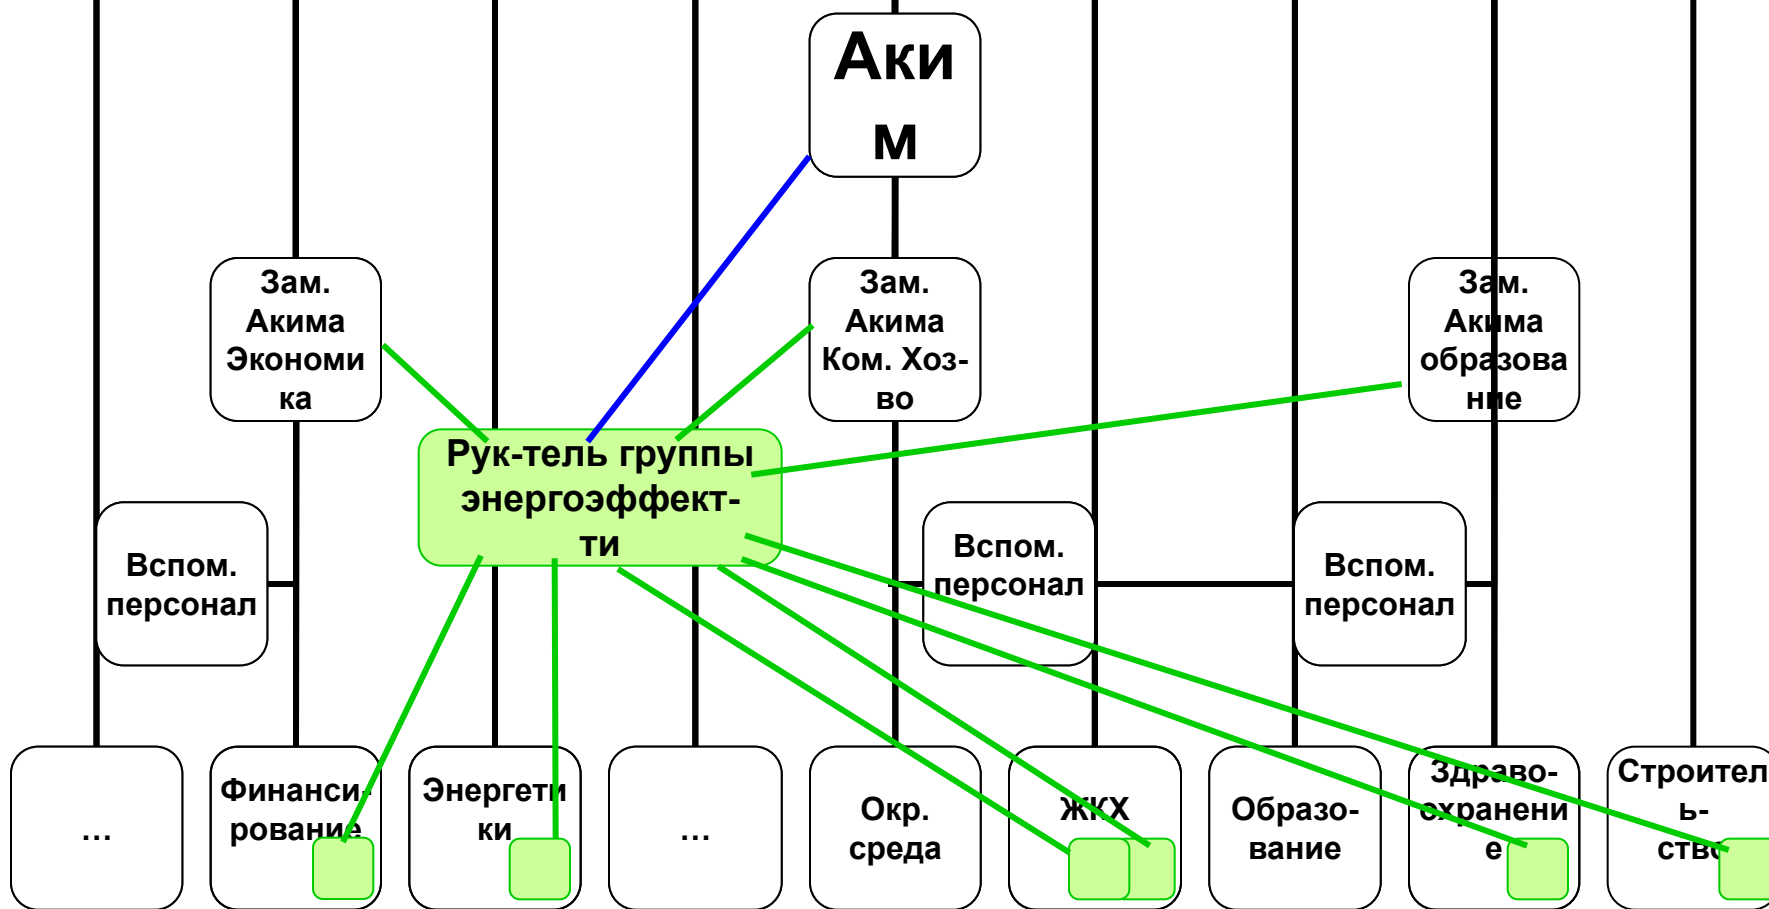 Аки
м
Зам.
Акима
Экономи
ка
Зам.
Акима
Ком. Хоз-
во
Зам.
Акима
образова
ние
Рук-тель группы
энергоэффект-
ти
Вспом.
персонал
Вспом.
персонал
Вспом.
персонал
…
Финанси-
рование
Энергети
ки
…
Окр.
среда
ЖКХ
Образо-
вание
Здраво-
охранени
е
Строител
ь-
ство